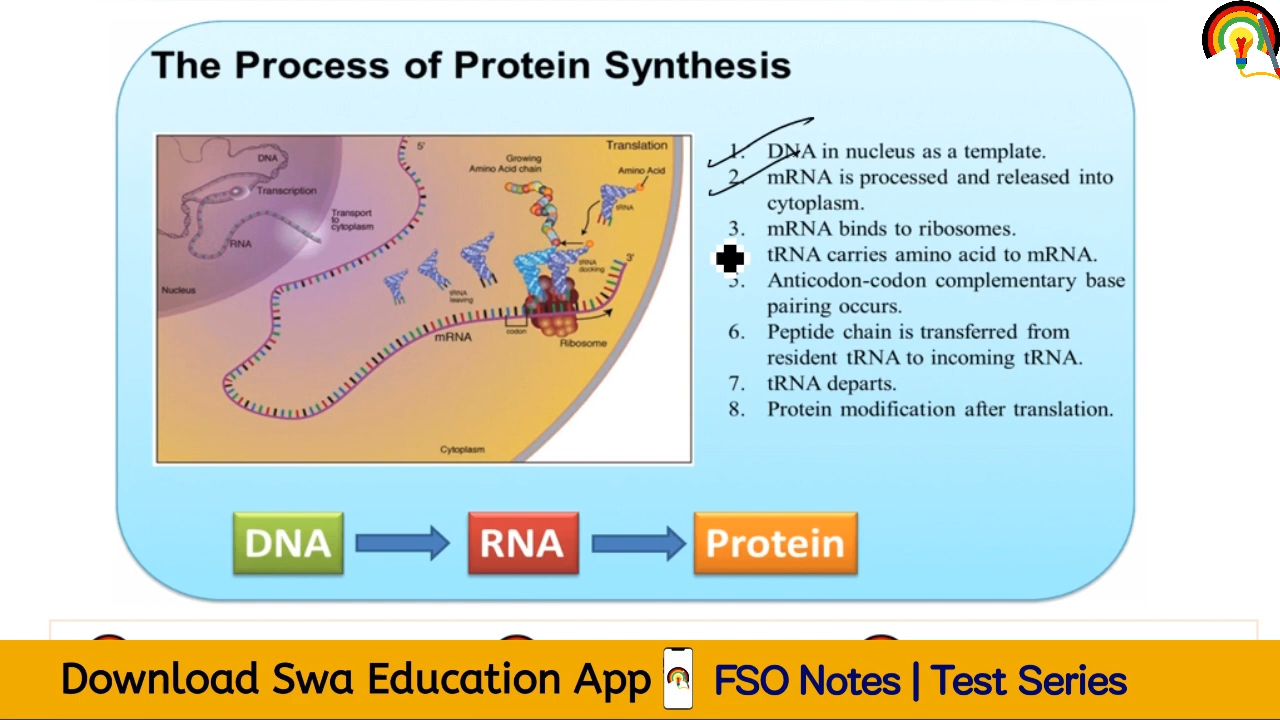 The Process of Protein Synthesis
DNA
Transcription
RNA
Transport
to
cytoplasm
Nucleus
5'
Growing
Amino Acid chain
Translation
Amino Acid
tRNA
tRNA
docking
3'
tRNA
leaving
mRNA
codon
Ribosome
Cytoplasm
1. DNA in nucleus as a template.
2. mRNA is processed and released into
cytoplasm.
3. mRNA binds to ribosomes.
tRNA carries amino acid to mRNA.
5. Anticodon-codon complementary base
pairing occurs.
6. Peptide chain is transferred from
resident tRNA to incoming tRNA.
7. tRNA departs.
8. Protein modification after translation.
DNA
RNA
Protein
Download Swa Education App
FSO Notes | Test Series